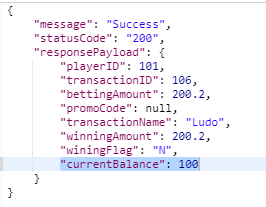 {
    "message": "Success",
    "statusCode": "200",
    "responsePayload": {
        "playerID": 101,
        "transactionID": 106,
        "bettingAmount": 200.2,
        "promoCode": null,
        "transactionName": "Ludo",
        "winningAmount": 200.2,
        "winingFlag": "N",
        "currentBalance": 100
    }
}